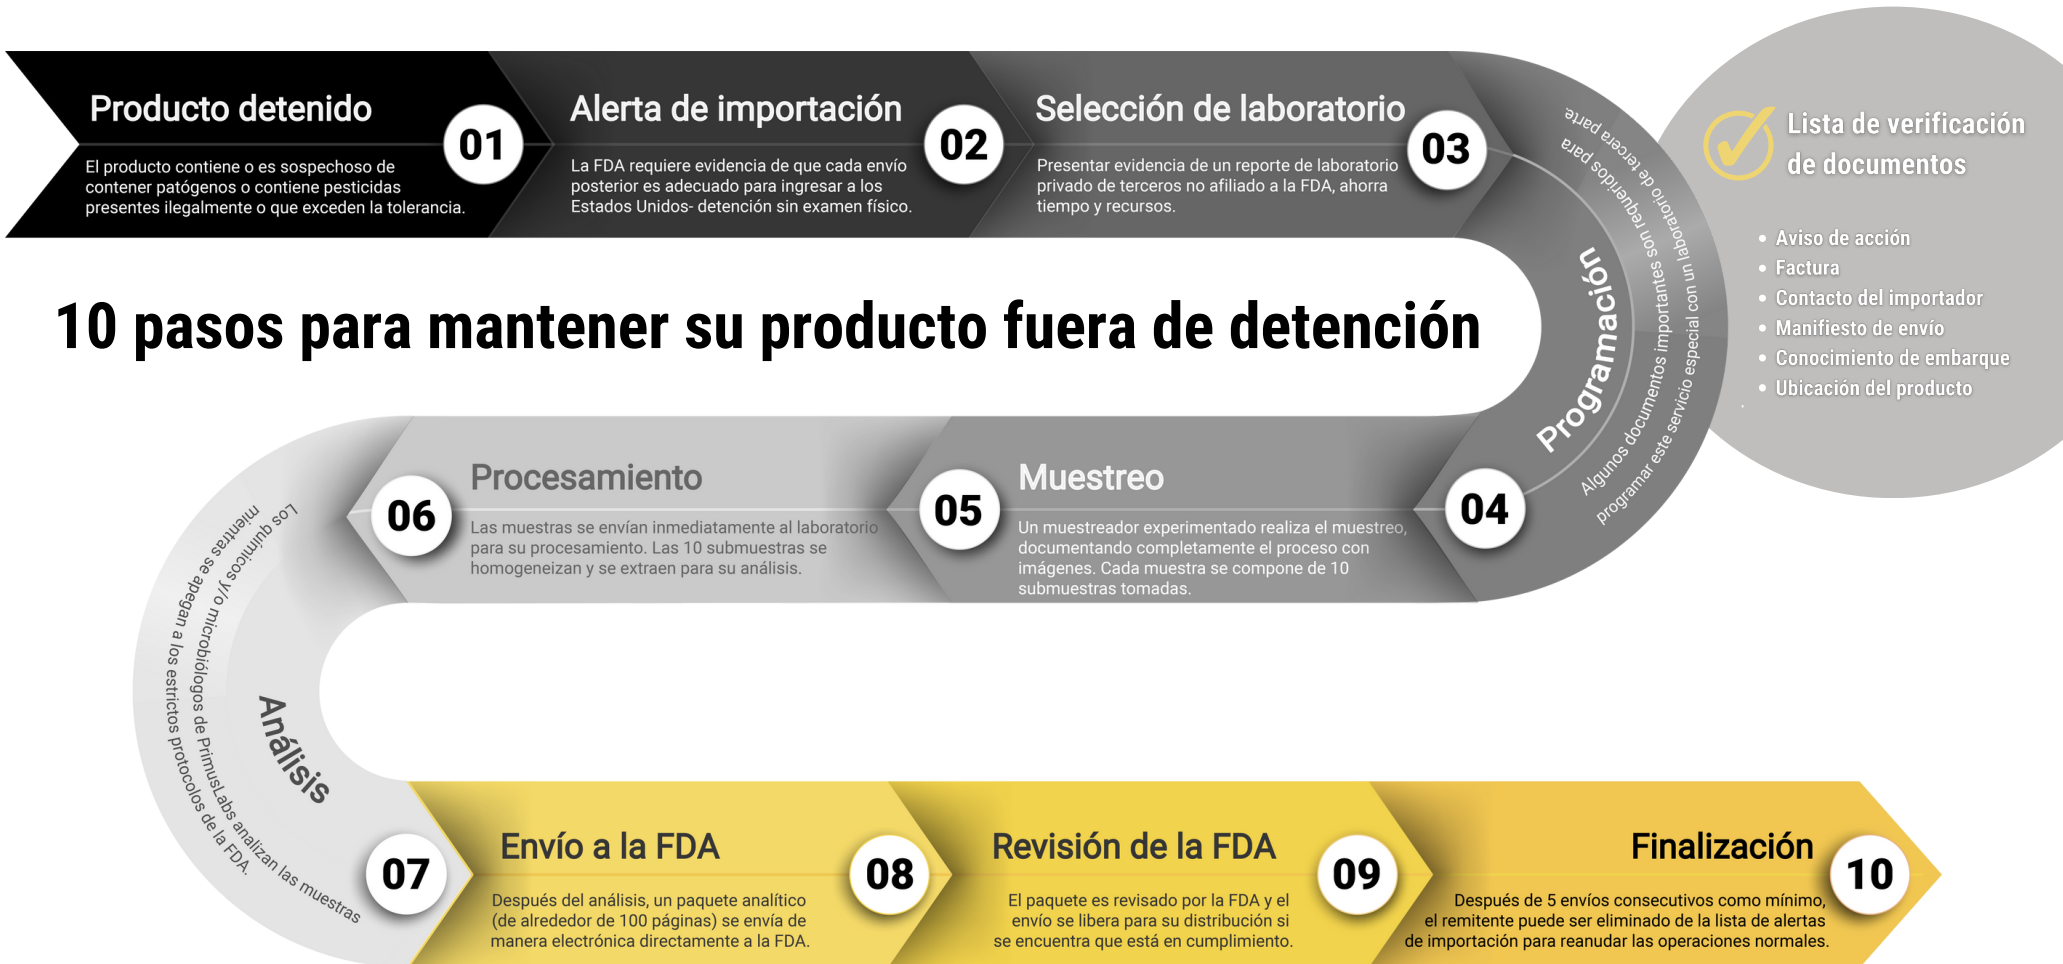 Producto detenido
01
El producto contiene o es sospechoso de
contener patógenos o contiene pesticidas
presentes ilegalmente o que exceden la tolerancia.
Alerta de importación
02
La FDA requiere evidencia de que cada envío
posterior es adecuado para ingresar a los
Estados Unidos- detención sin examen físico.
Selección de laboratorio
03
Presentar evidencia de un reporte de laboratorio
privado de terceros no afiliado a la FDA, ahorra
tiempo y recursos.
Programación
04
Algunos documentos importantes son requeridos para
programar este servicio especial con un laboratorio de tercera parte.
Lista de verificación
de documentos
• Aviso de acción
• Factura
• Contacto del importador
• Manifiesto de envío
• Conocimiento de embarque
• Ubicación del producto
10 pasos para mantener su producto fuera de detención
Muestreo
05
Un muestreador experimentado realiza el muestreo,
documentando completamente el proceso con
imágenes. Cada muestra se compone de 10
submuestras tomadas.
Procesamiento
06
Las muestras se envían inmediatamente al laboratorio
para su procesamiento. Las 10 submuestras se
homogeneizan y se extraen para su análisis.
Análisis
07
Los químicos y/o microbiólogos de PrimusLabs analizan las muestras
mientras se apegan a los estrictos protocolos de la FDA.
Envío a la FDA
08
Después del análisis, un paquete analítico
(de alrededor de 100 páginas) se envía de
manera electrónica directamente a la FDA.
Revisión de la FDA
09
El paquete es revisado por la FDA y el
envío se libera para su distribución si
se encuentra que está en cumplimiento.
Finalización
10
Después de 5 envíos consecutivos como mínimo,
el remitente puede ser eliminado de la lista de alertas
de importación para reanudar las operaciones normales.